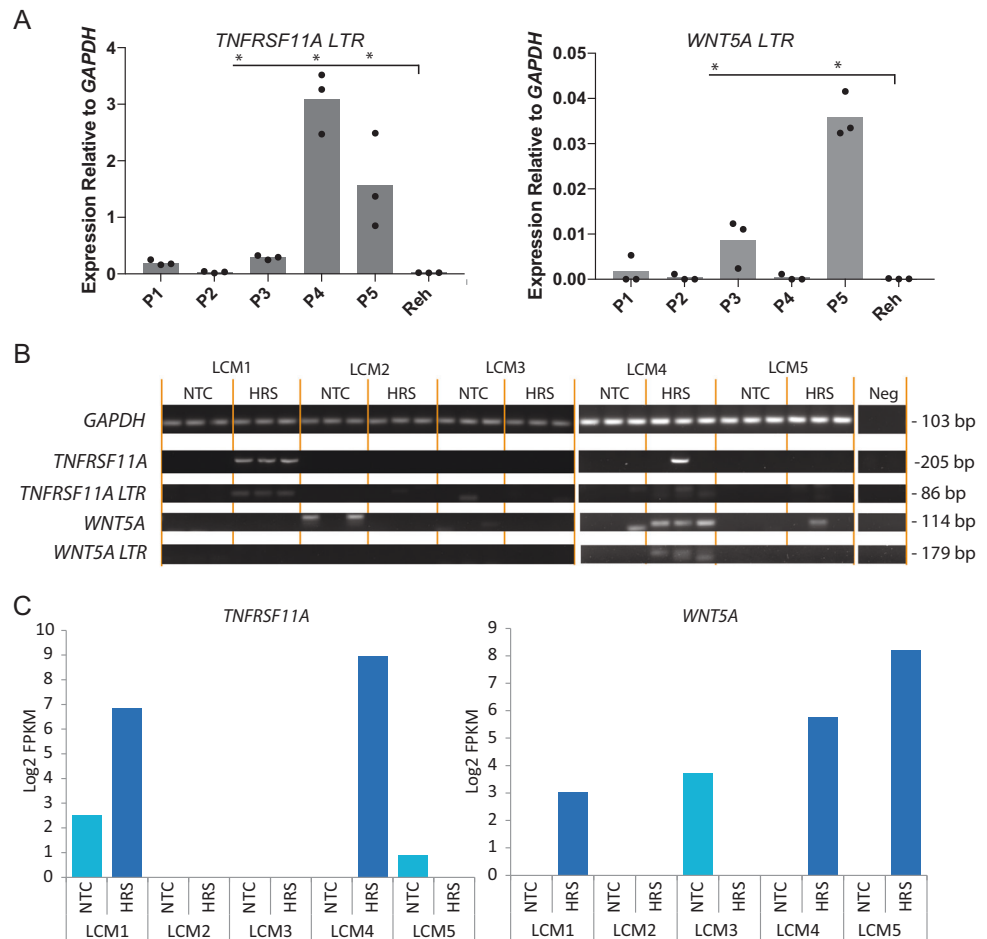 A
TNFRSF11A LTR
Expression Relative to GAPDH
4
3
2
1
0
* * *
P1 P2 P3 P4 P5 Reh
WNT5A LTR
Expression Relative to GAPDH
0.05
0.04
0.03
0.02
0.01
0.00
* *
P1 P2 P3 P4 P5 Reh
B
LCM1 LCM2 LCM3 LCM4 LCM5
NTC HRS NTC HRS NTC HRS NTC HRS NTC HRS Neg
GAPDH - 103 bp
TNFRSF11A -205 bp
TNFRSF11A LTR - 86 bp
WNT5A - 114 bp
WNT5A LTR - 179 bp
C
TNFRSF11A
Log2 FPKM
10
9
8
7
6
5
4
3
2
1
0
NTC HRS NTC HRS NTC HRS NTC HRS NTC HRS
LCM1 LCM2 LCM3 LCM4 LCM5
WNT5A
Log2 FPKM
9
8
7
6
5
4
3
2
1
0
NTC HRS NTC HRS NTC HRS NTC HRS NTC HRS
LCM1 LCM2 LCM3 LCM4 LCM5